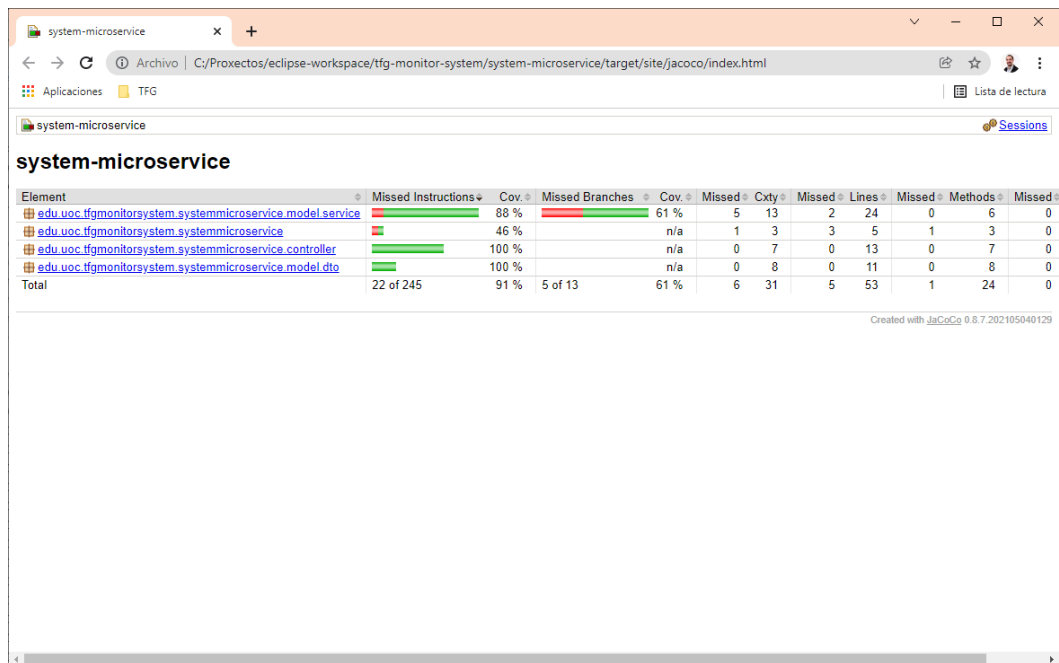 system-microservice
Archivo | C:/Proxectos/eclipse-workspace/tfg-monitor-system/system-microservice/target/site/jacoco/index.html
Aplicaciones TFG Lista de lectura
system-microservice Sessions
system-microservice
Element Missed Instructions Cov. Missed Branches Cov. Missed Cxty Missed Lines Missed Methods Missed
edu.uoc.tfgmonitorsystem.systemmicroservice.model.service 88 % 61 % 5 13 2 24 0 6 0
edu.uoc.tfgmonitorsystem.systemmicroservice 46 % n/a 1 3 3 5 1 3 0
edu.uoc.tfgmonitorsystem.systemmicroservice.controller 100 % n/a 0 7 0 13 0 7 0
edu.uoc.tfgmonitorsystem.systemmicroservice.model.dto 100 % n/a 0 8 0 11 0 8 0
Total 22 of 245 91 % 5 of 13 61 % 6 31 5 53 1 24 0
Created with JaCoCo 0.8.7.202105040129